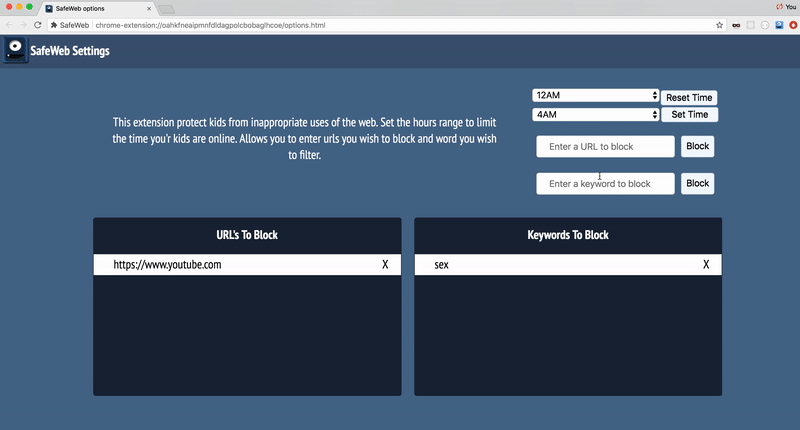 SafeWeb options
You
SafeWeb
chrome-extension://oahkfneaipmnfdldagpolcbobaglhcoe/options.html
SafeWeb Settings
This extension protect kids from inappropriate uses of the web. Set the hours range to limit
the time you'r kids are online. Allows you to enter urls you wish to block and word you wish
to filter.
12AM
Reset Time
4AM
Set Time
Enter a URL to block
Block
Enter a keyword to block
Block
URL's To Block
https://www.youtube.com
X
Keywords To Block
sex
X